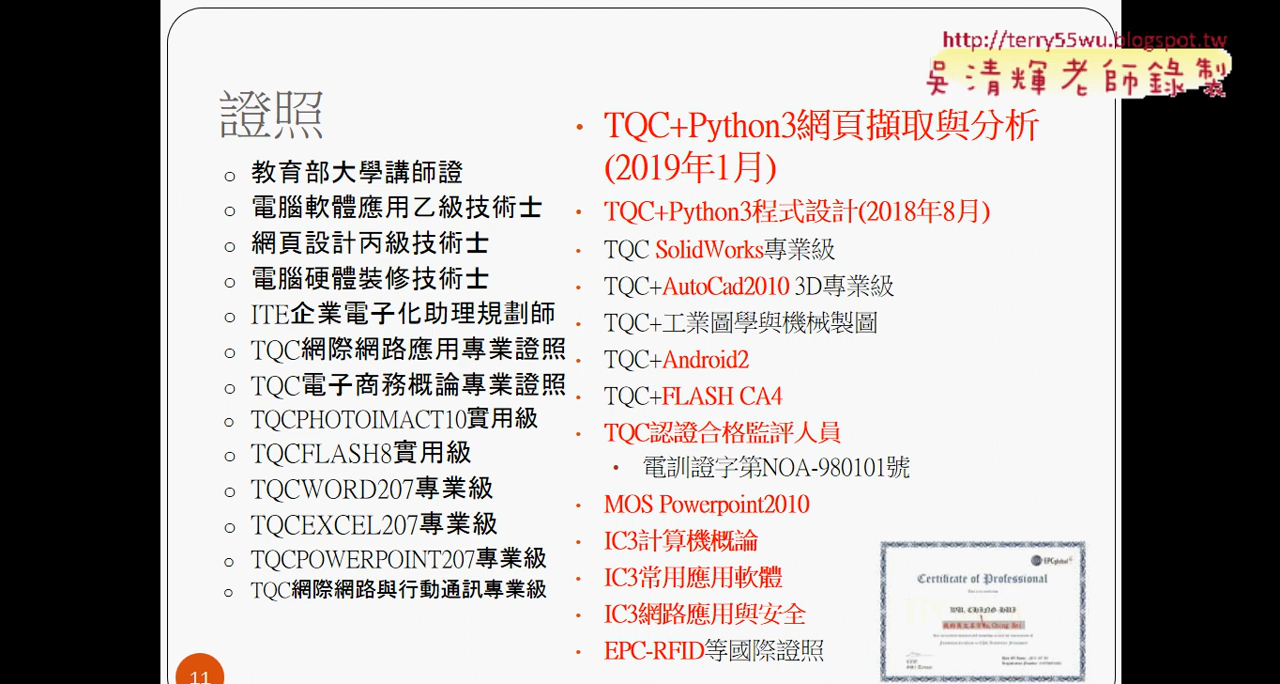 http://terry55wu.blogspot.tw
吳清輝老師錄製
證照
教育部大學講師證
電腦軟體應用乙級技術士
網頁設計丙級技術士
電腦硬體裝修技術士
ITE企業電子化助理規劃師
TQC網際網路應用專業證照
TQC電子商務概論專業證照
TQCPHOTOIMACT10實用級
TQCFLASH8實用級
TQCWORD207專業級
TQCEXCEL207專業級
TQCPOWERPOINT207專業級
TQC網際網路與行動通訊專業級
TQC+Python3網頁擷取與分析
(2019年1月)
TQC+Python3程式設計(2018年8月)
TQC SolidWorks專業級
TQC+AutoCad2010 3D專業級
TQC+工業圖學與機械製圖
TQC+Android2
TQC+FLASH CA4
TQC認證合格監評人員
電訓證字第NOA-980101號
MOS Powerpoint2010
IC3計算機概論
IC3常用應用軟體
IC3網路應用與安全
EPC-RFID等國際證照
EPCglobal
Certificate of Professional
WU, CHING-HUI
11